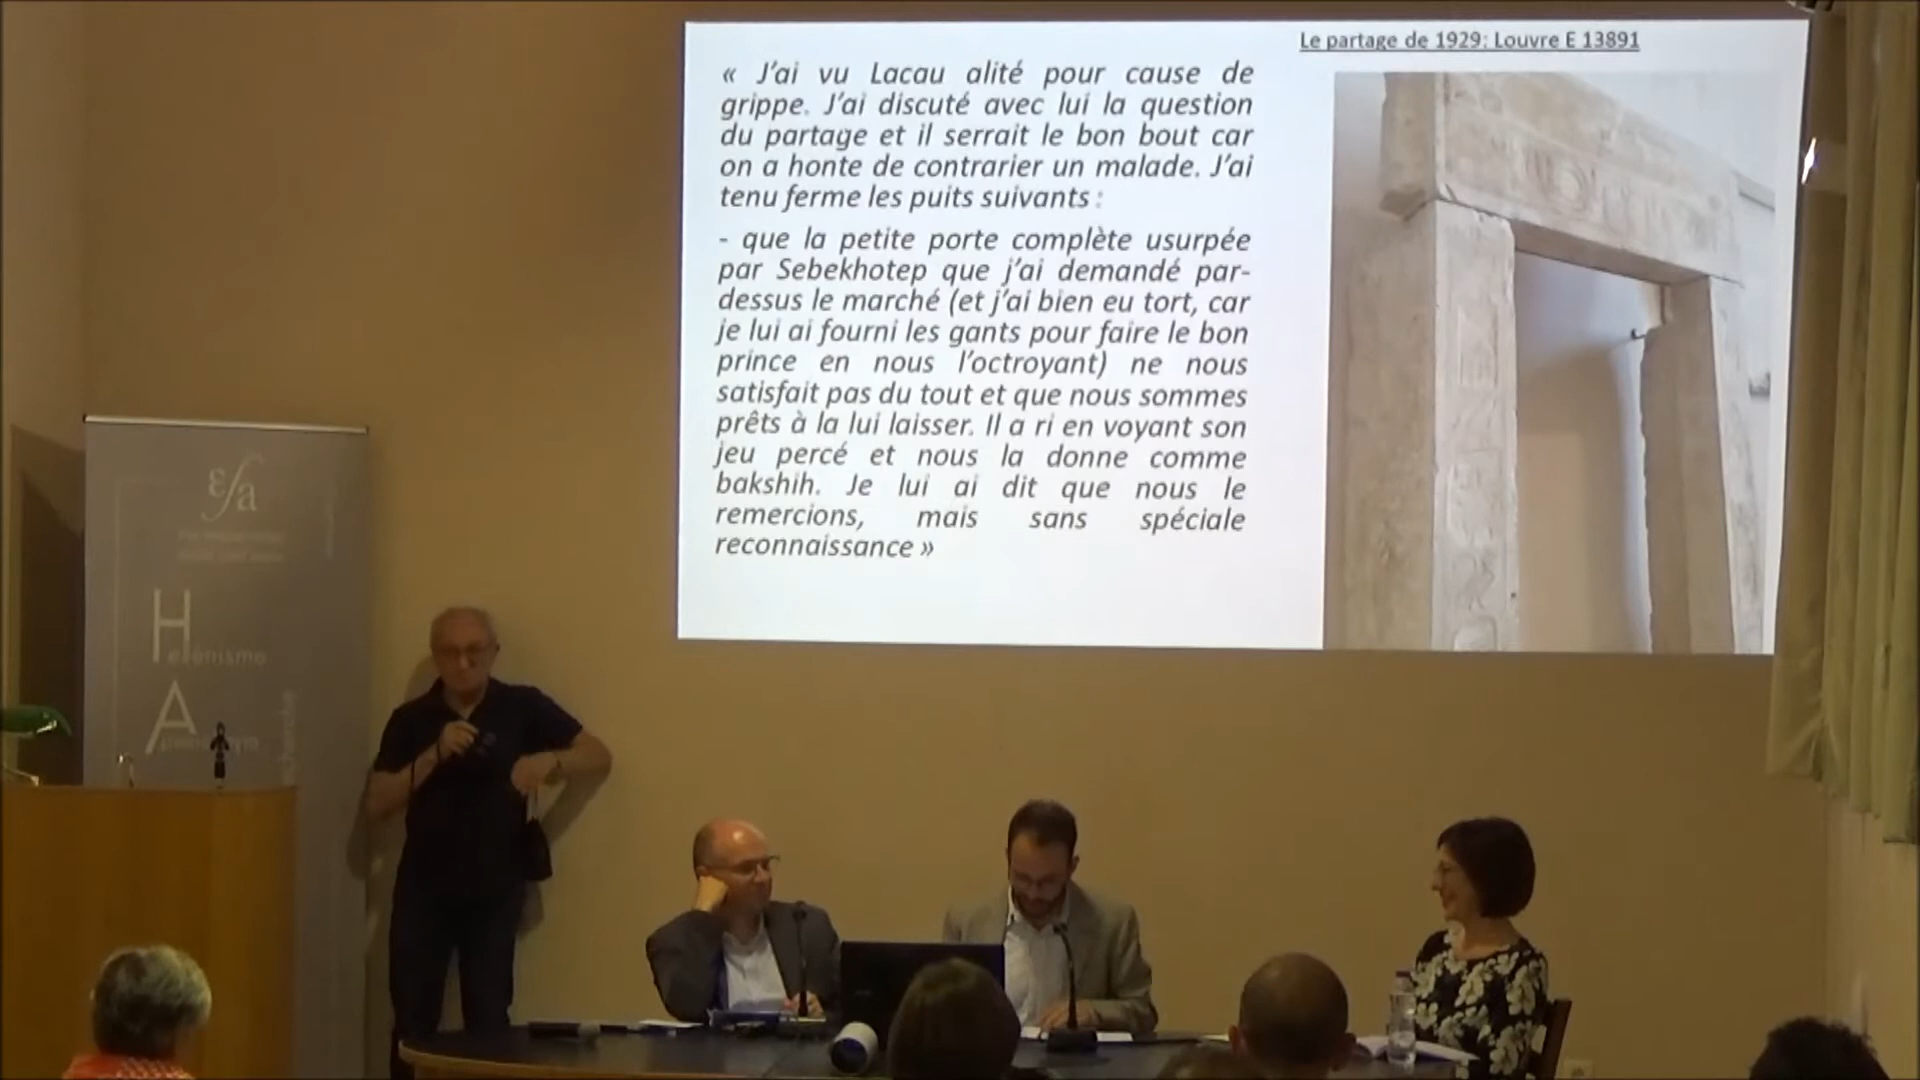 Le partage de 1929: Louvre E 13891
« J'ai vu Lacau alité pour cause de
grippe. J'ai discuté avec lui la question
du partage et il serrait le bon bout car
on a honte de contrarier un malade. J'ai
tenu ferme les puits suivants :
- que la petite porte complète usurpée
par Sebekhotep que j'ai demandé par-
dessus le marché (et j'ai bien eu tort, car
je lui ai fourni les gants pour faire le bon
prince en nous l'octroyant) ne nous
satisfait pas du tout et que nous sommes
prêts à la lui laisser. Il a ri en voyant son
jeu percé et nous la donne comme
bakshih. Je lui ai dit que nous le
remercions, mais sans spéciale
reconnaissance »
εfa
H
A